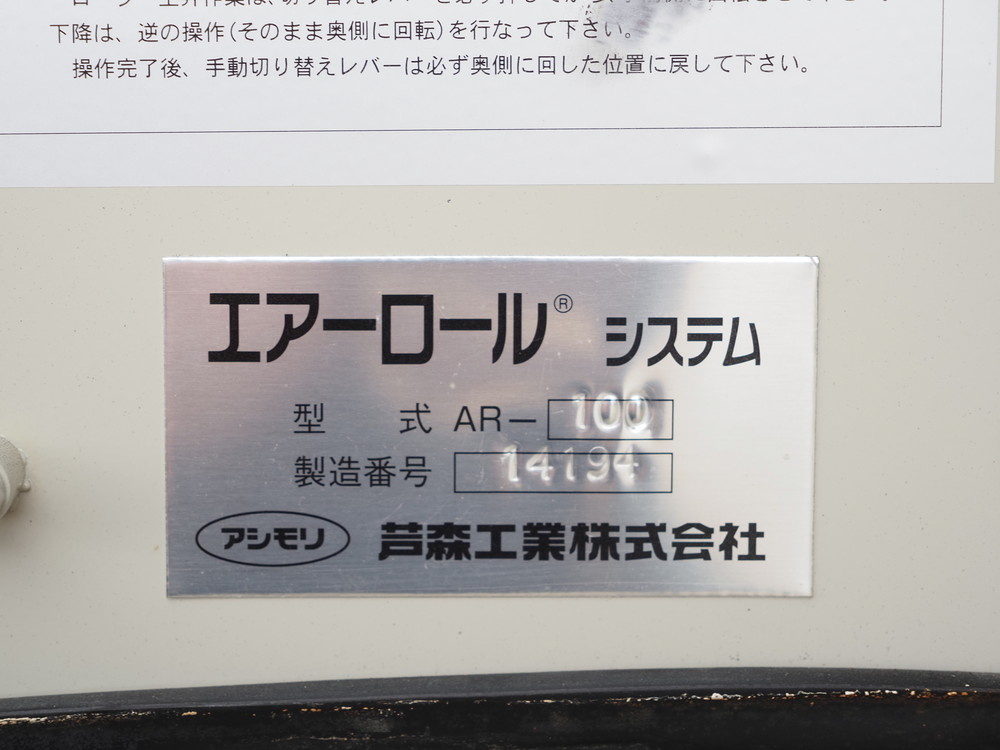 下降は、逆の操作(そのまま奥側に回転)を行なって下さい。
操作完了後、手動切り替えレバーは必ず奥側に回した位置に戻して下さい。
エアーロール® システム
型 式 AR－ 100
製造番号 14194
アシモリ 芦森工業株式会社